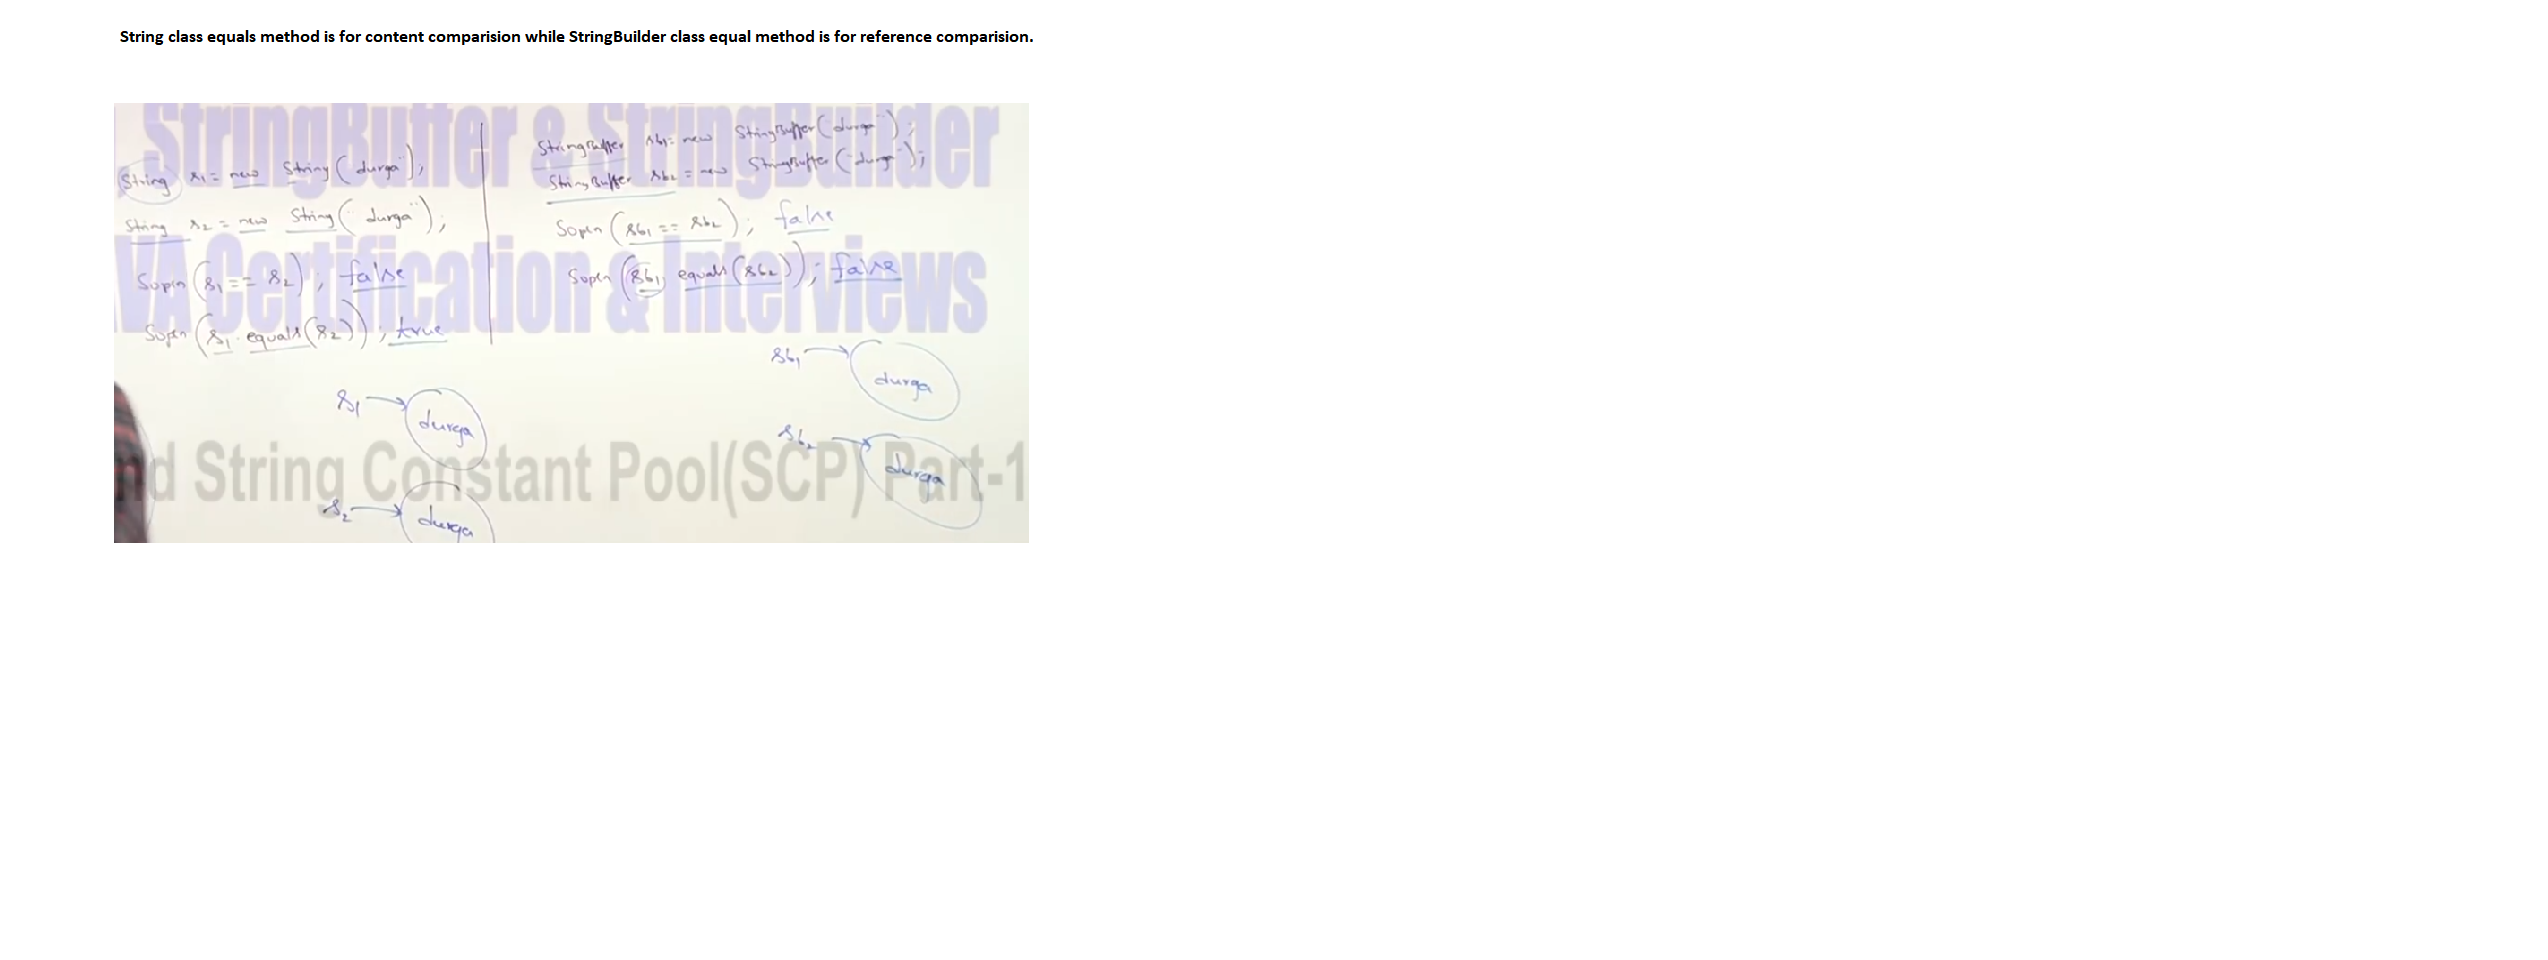 String class equals method is for content comparision while StringBuilder class equal method is for reference comparision.
StringBuffer & StringBuilder
VA Certification & Interviews
nd String Constant Pool(SCP) Part-1
String s1 = new String("durga");
String s2 = new String("durga");
Sopln(s1 == s2); false
Sopln(s1.equals(s2)); true
s1 durga
s2 durga
StringBuffer sb1 = new StringBuffer("durga");
StringBuffer sb2 = new StringBuffer("durga");
Sopln(sb1 == sb2); false
Sopln(sb1.equals(sb2)); false
sb1 durga
sb2 durga